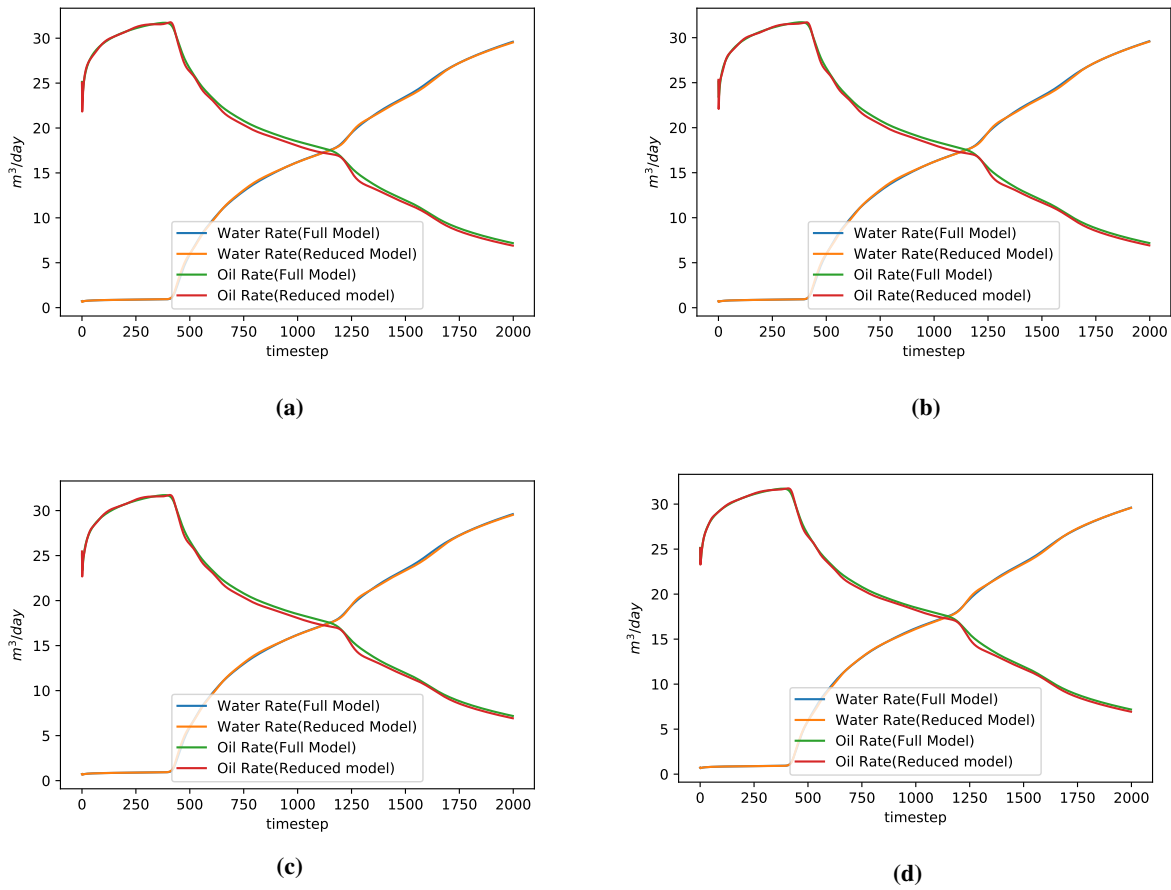 30
25
20
15
10
5
0
m³/day
Water Rate(Full Model)
Water Rate(Reduced Model)
Oil Rate(Full Model)
Oil Rate(Reduced model)
0 250 500 750 1000 1250 1500 1750 2000
timestep
(a)
30
25
20
15
10
5
0
m³/day
Water Rate(Full Model)
Water Rate(Reduced Model)
Oil Rate(Full Model)
Oil Rate(Reduced model)
0 250 500 750 1000 1250 1500 1750 2000
timestep
(b)
30
25
20
15
10
5
0
m³/day
Water Rate(Full Model)
Water Rate(Reduced Model)
Oil Rate(Full Model)
Oil Rate(Reduced model)
0 250 500 750 1000 1250 1500 1750 2000
timestep
(c)
30
25
20
15
10
5
0
m³/day
Water Rate(Full Model)
Water Rate(Reduced Model)
Oil Rate(Full Model)
Oil Rate(Reduced model)
0 250 500 750 1000 1250 1500 1750 2000
timestep
(d)